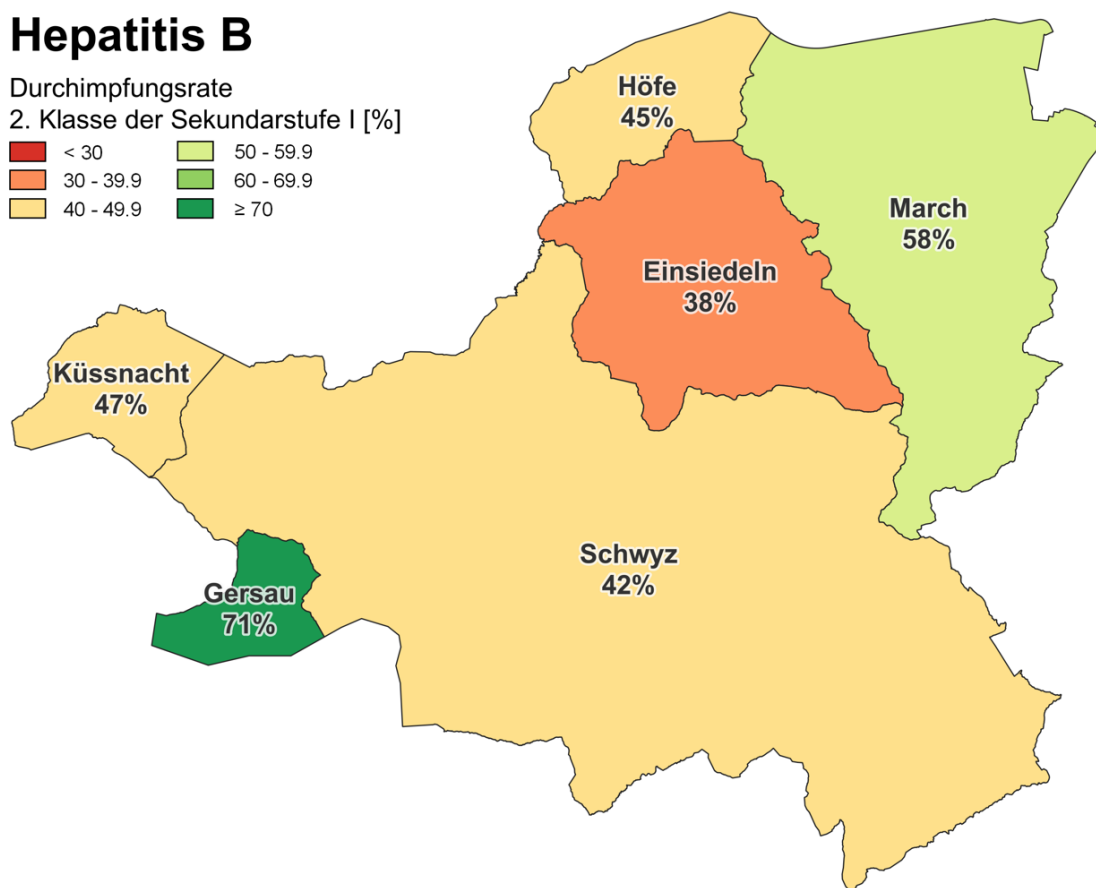 Hepatitis B
Durchimpfungsrate
2. Klasse der Sekundarstufe I [%]
< 30
30 - 39.9
40 - 49.9
50 - 59.9
60 - 69.9
≥ 70
Höfe
45%
March
58%
Einsiedeln
38%
Küssnacht
47%
Schwyz
42%
Gersau
71%